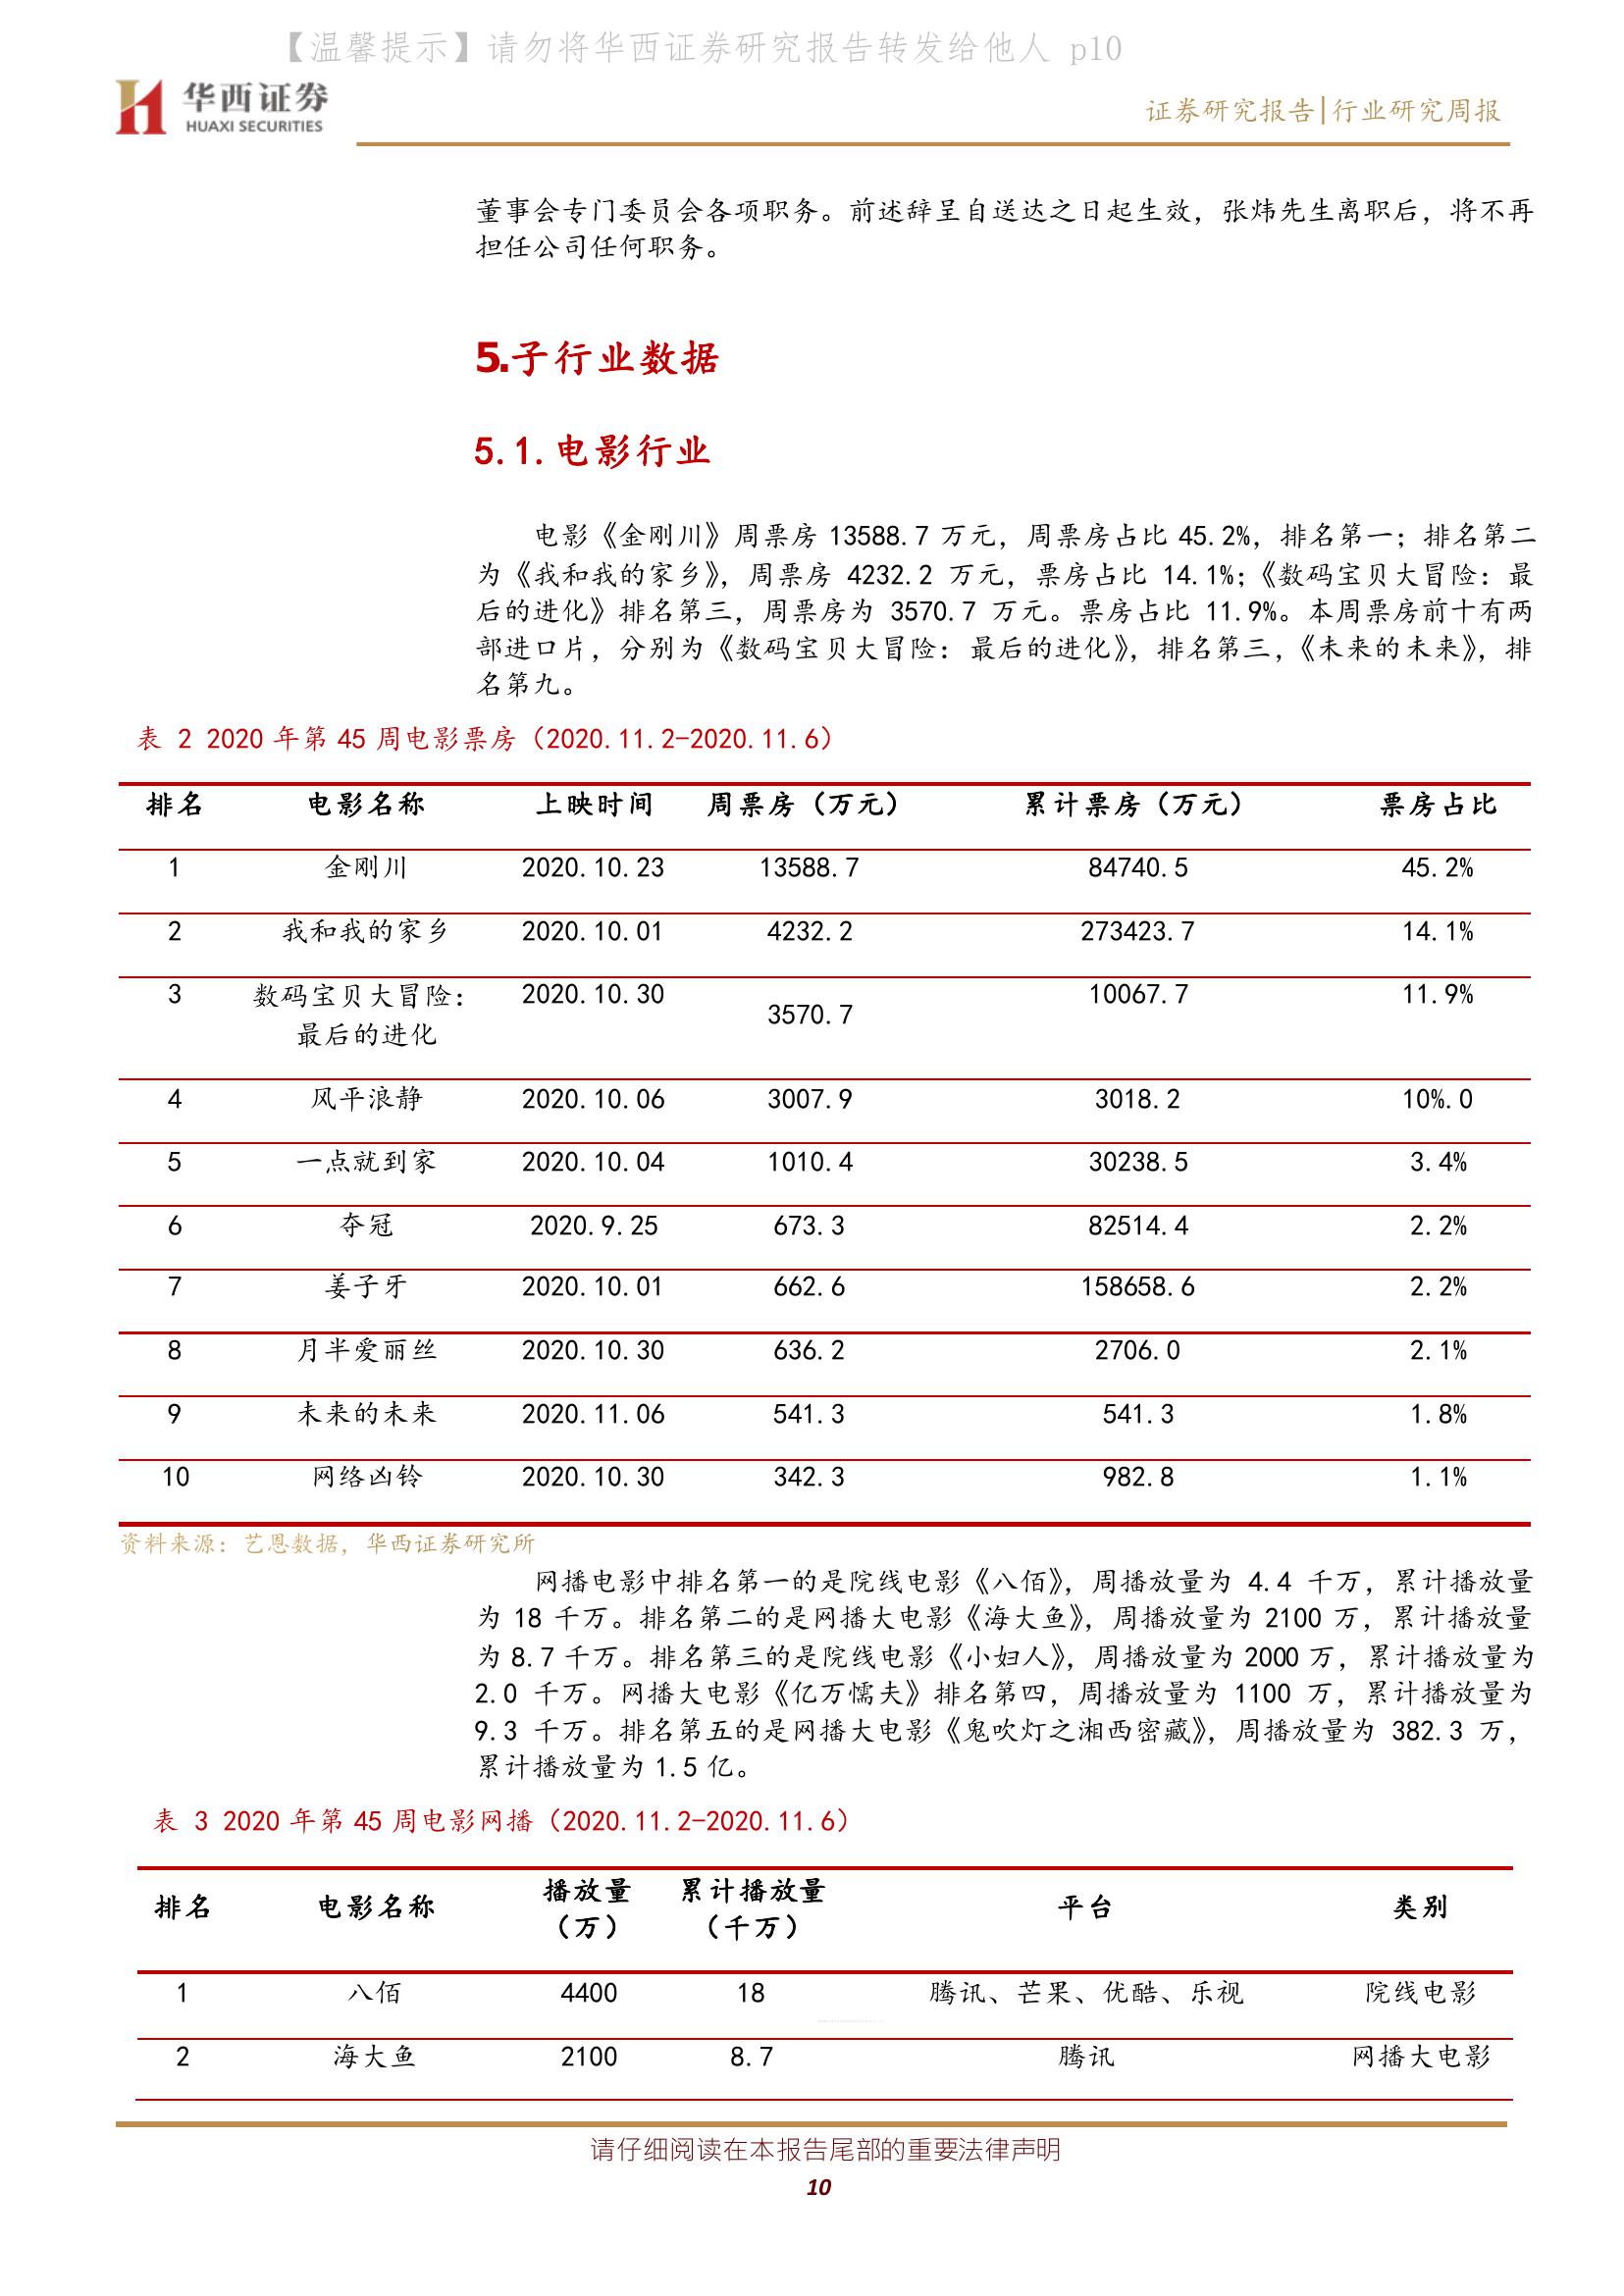 【温馨提示】请勿将华西证券研究报告转发给他人 p10
华西证券
HUAXI SECURITIES
证券研究报告|行业研究周报
董事会专门委员会各项职务。前述辞呈自送达之日起生效，张炜先生离职后，将不再
担任公司任何职务。
5.子行业数据
5.1.电影行业
电影《金刚川》周票房 13588.7 万元，周票房占比 45.2%，排名第一；排名第二
为《我和我的家乡》，周票房 4232.2 万元，票房占比 14.1%；《数码宝贝大冒险：最
后的进化》排名第三，周票房为 3570.7 万元。票房占比 11.9%。本周票房前十有两
部进口片，分别为《数码宝贝大冒险：最后的进化》，排名第三，《未来的未来》，排
名第九。
表 2 2020 年第 45 周电影票房（2020.11.2-2020.11.6）
排名 电影名称 上映时间 周票房（万元） 累计票房（万元） 票房占比
1 金刚川 2020.10.23 13588.7 84740.5 45.2%
2 我和我的家乡 2020.10.01 4232.2 273423.7 14.1%
3 数码宝贝大冒险： 2020.10.30 3570.7 10067.7 11.9%
最后的进化
4 风平浪静 2020.10.06 3007.9 3018.2 10%.0
5 一点就到家 2020.10.04 1010.4 30238.5 3.4%
6 夺冠 2020.9.25 673.3 82514.4 2.2%
7 姜子牙 2020.10.01 662.6 158658.6 2.2%
8 月半爱丽丝 2020.10.30 636.2 2706.0 2.1%
9 未来的未来 2020.11.06 541.3 541.3 1.8%
10 网络凶铃 2020.10.30 342.3 982.8 1.1%
资料来源：艺恩数据，华西证券研究所
网播电影中排名第一的是院线电影《八佰》，周播放量为 4.4 千万，累计播放量
为 18 千万。排名第二的是网播大电影《海大鱼》，周播放量为 2100 万，累计播放量
为 8.7 千万。排名第三的是院线电影《小妇人》，周播放量为 2000 万，累计播放量为
2.0 千万。网播大电影《亿万懦夫》排名第四，周播放量为 1100 万，累计播放量为
9.3 千万。排名第五的是网播大电影《鬼吹灯之湘西密藏》，周播放量为 382.3 万，
累计播放量为 1.5 亿。
表 3 2020 年第 45 周电影网播（2020.11.2-2020.11.6）
排名 电影名称 播放量（万） 累计播放量（千万） 平台 类别
1 八佰 4400 18 腾讯、芒果、优酷、乐视 院线电影
2 海大鱼 2100 8.7 腾讯 网播大电影
请仔细阅读在本报告尾部的重要法律声明
10